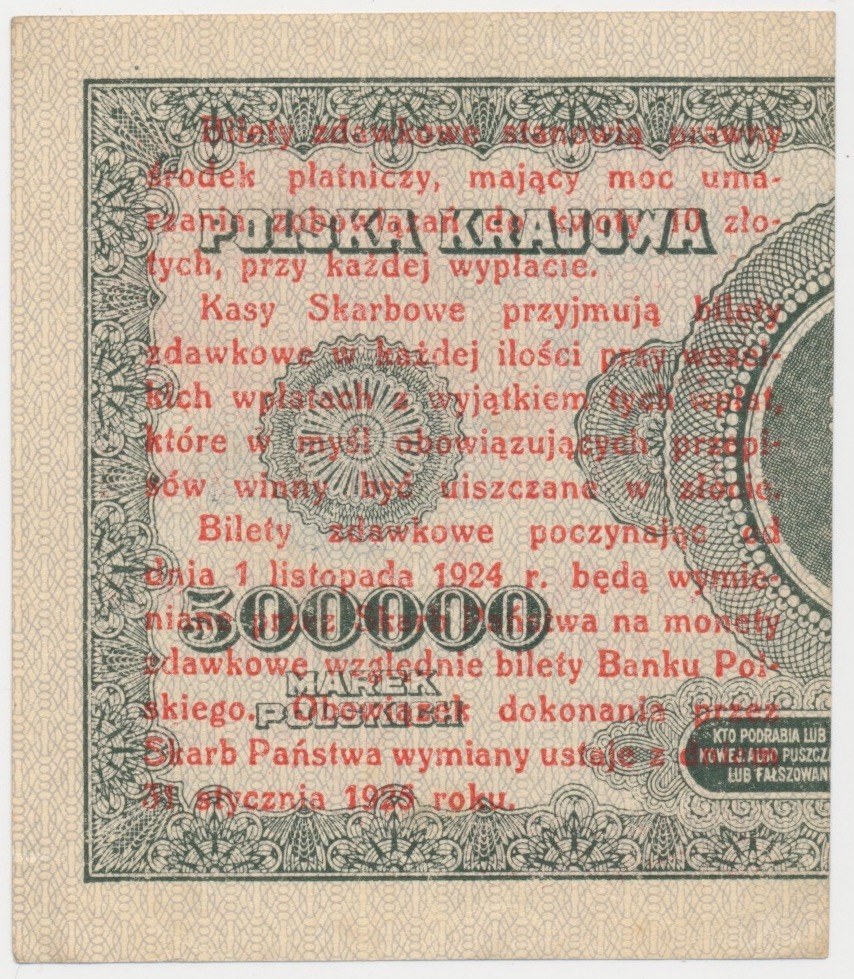 Bilety zdawkowe stanowią prawny
środek płatniczy, mający moc uma-
rzania zobowiązań do kwoty 10 zło-
tych, przy każdej wypłacie.
Kasy Skarbowe przyjmują bilety
zdawkowe w każdej ilości przy wszel-
kich wpłatach z wyjątkiem tych wpłat,
które w myśl obowiązujących przepi-
sów winny być uiszczane w złocie.
Bilety zdawkowe poczynając od
dnia 1 listopada 1924 r. będą wymie-
niane przez Skarb Państwa na monety
zdawkowe względnie bilety Banku Pol-
skiego. Obowiązek dokonania przez
Skarb Państwa wymiany ustaje z dniem
31 stycznia 1925 roku.
POLSKA KRAJOWA
500000
MAREK
POLSKICH
KTO PODRABIA LUB
PUSZCZA
LUB FAŁSZOWAN